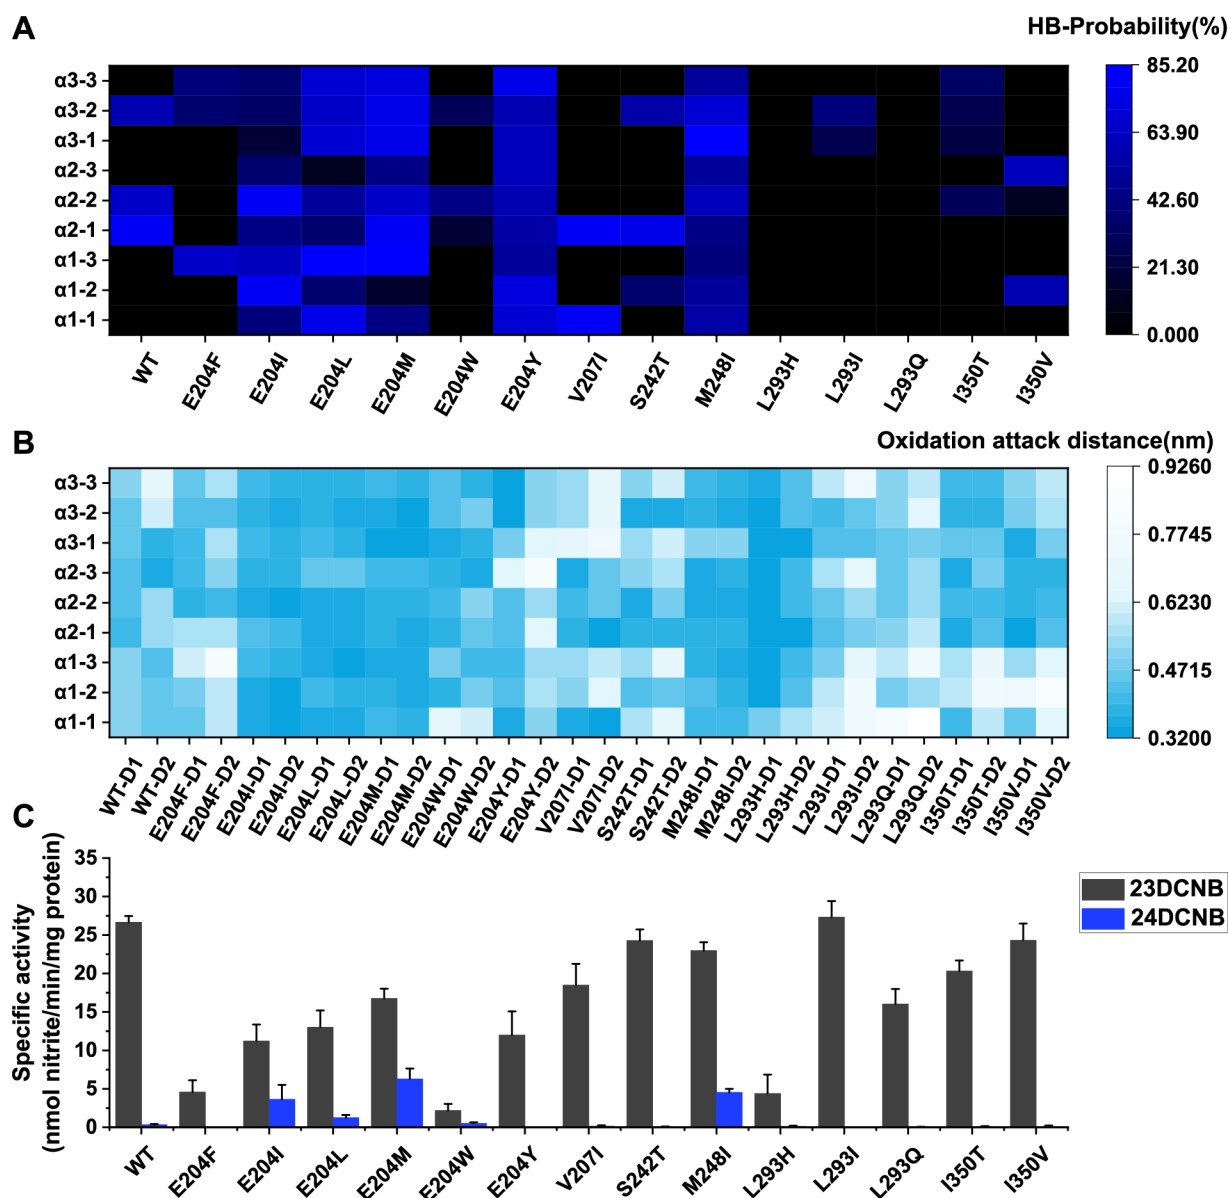 A
HB-Probability(%)
α3-3
α3-2
α3-1
α2-3
α2-2
α2-1
α1-3
α1-2
α1-1
85.20
63.90
42.60
21.30
0.000
WT
E204F
E204I
E204L
E204M
E204W
E204Y
V207I
S242T
M248I
L293H
L293I
L293Q
I350T
I350V
B
Oxidation attack distance(nm)
α3-3
α3-2
α3-1
α2-3
α2-2
α2-1
α1-3
α1-2
α1-1
0.9260
0.7745
0.6230
0.4715
0.3200
WT-D1
WT-D2
E204F-D1
E204F-D2
E204I-D1
E204I-D2
E204L-D1
E204L-D2
E204M-D1
E204M-D2
E204W-D1
E204W-D2
E204Y-D1
E204Y-D2
V207I-D1
V207I-D2
S242T-D1
S242T-D2
M248I-D1
M248I-D2
L293H-D1
L293H-D2
L293I-D1
L293I-D2
L293Q-D1
L293Q-D2
I350T-D1
I350T-D2
I350V-D1
I350V-D2
C
Specific activity
(nmol nitrite/min/mg protein)
35
30
25
20
15
10
5
0
23DCNB
24DCNB
WT
E204F
E204I
E204L
E204M
E204W
E204Y
V207I
S242T
M248I
L293H
L293I
L293Q
I350T
I350V